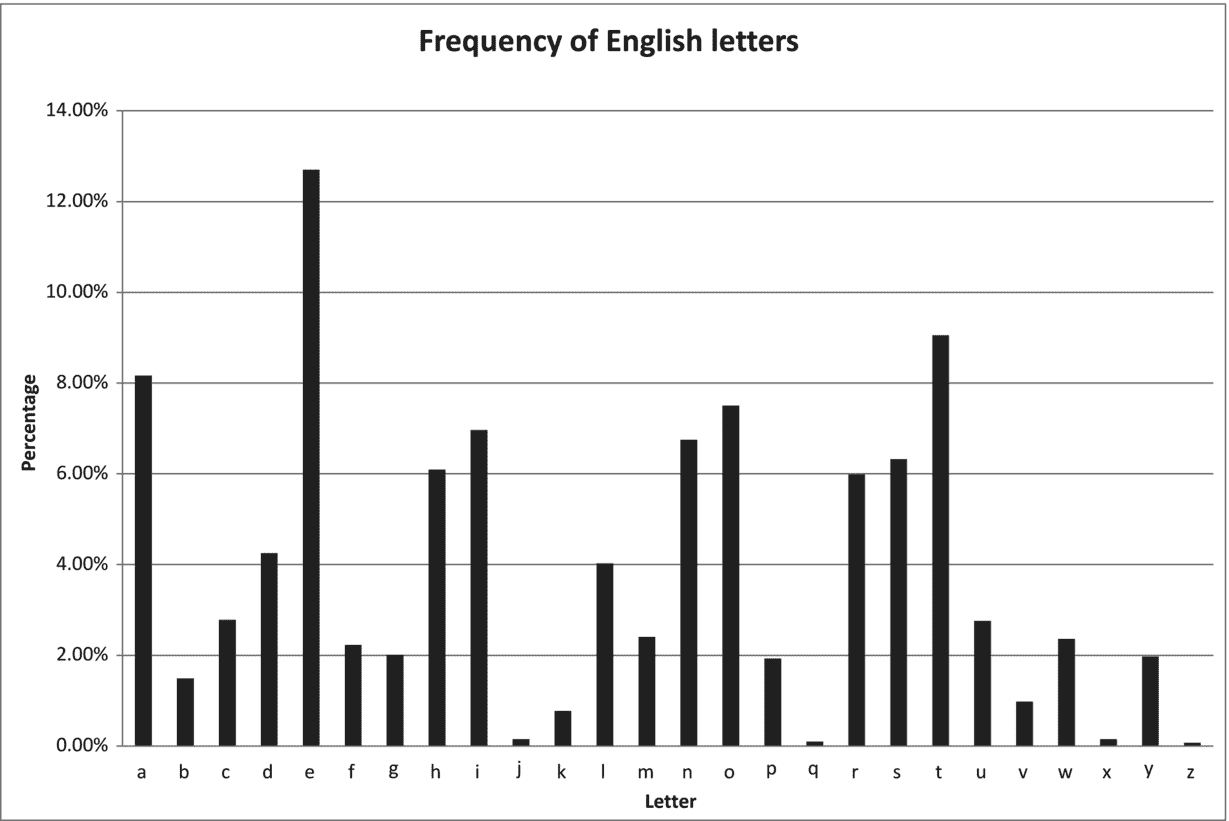 Frequency of English letters
14.00%
12.00%
10.00%
8.00%
6.00%
4.00%
2.00%
0.00%
Percentage
a b c d e f g h i j k l m n o p q r s t u v w x y z
Letter